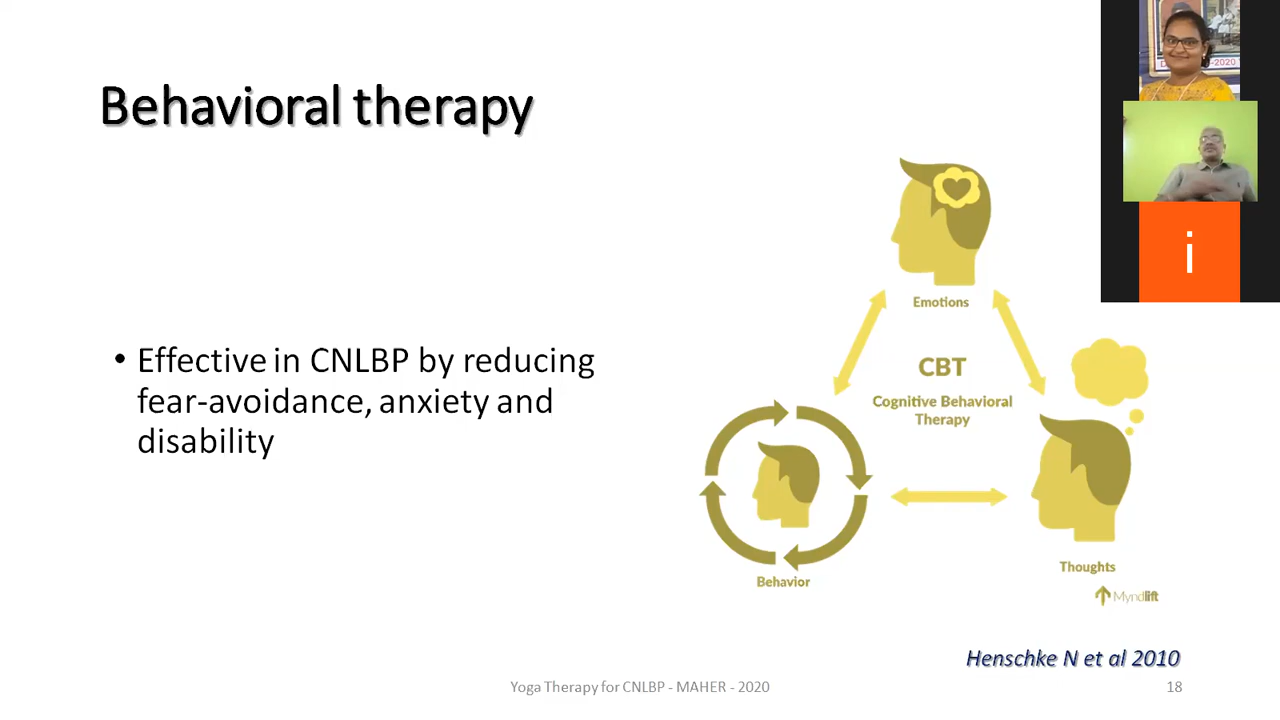 Behavioral therapy
• Effective in CNLBP by reducing
fear-avoidance, anxiety and
disability
Emotions
CBT
Cognitive Behavioral
Therapy
Behavior
Thoughts
Myndlift
Henschke N et al 2010
Yoga Therapy for CNLBP - MAHER - 2020
18
-2020
i